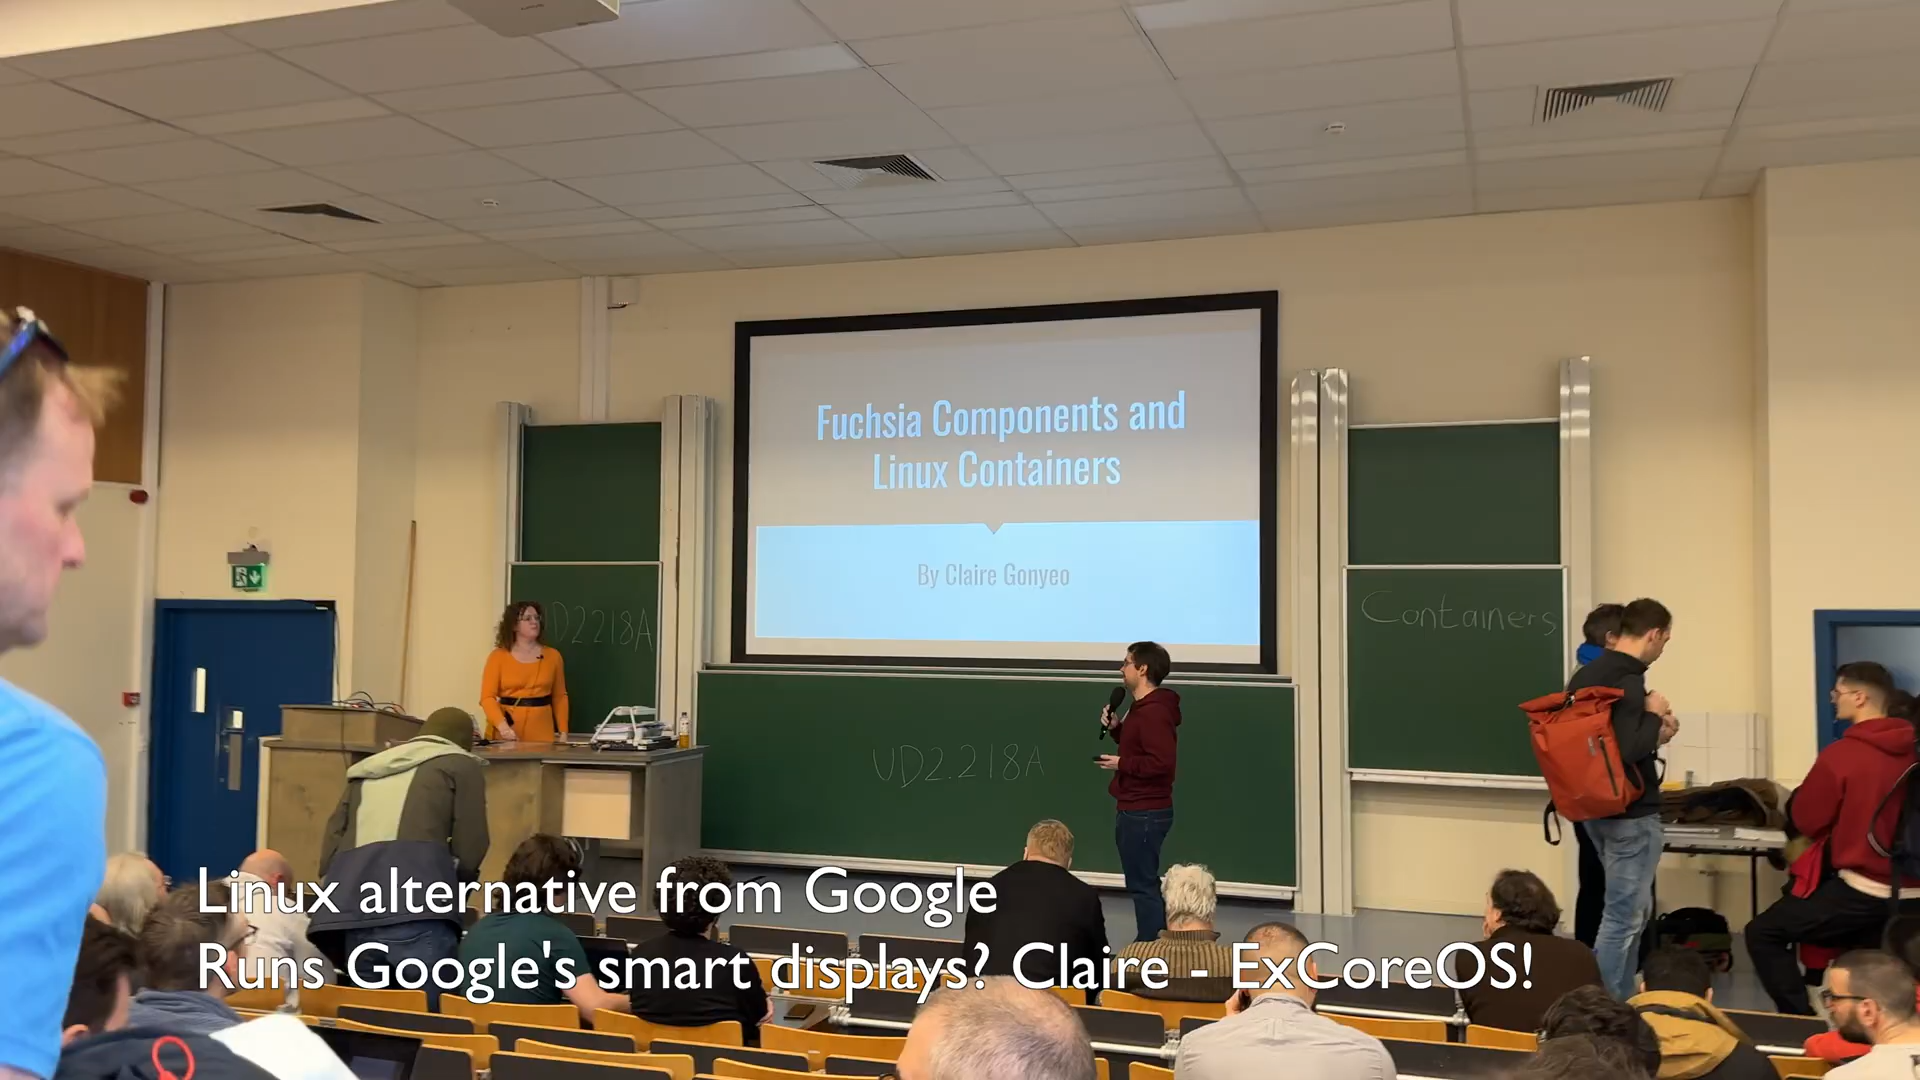 Fuchsia Components and
Linux Containers
By Claire Gonyeo
UD2218A
Containers
UD2.218A
Linux alternative from Google
Runs Google's smart displays? Claire - ExCoreOS!